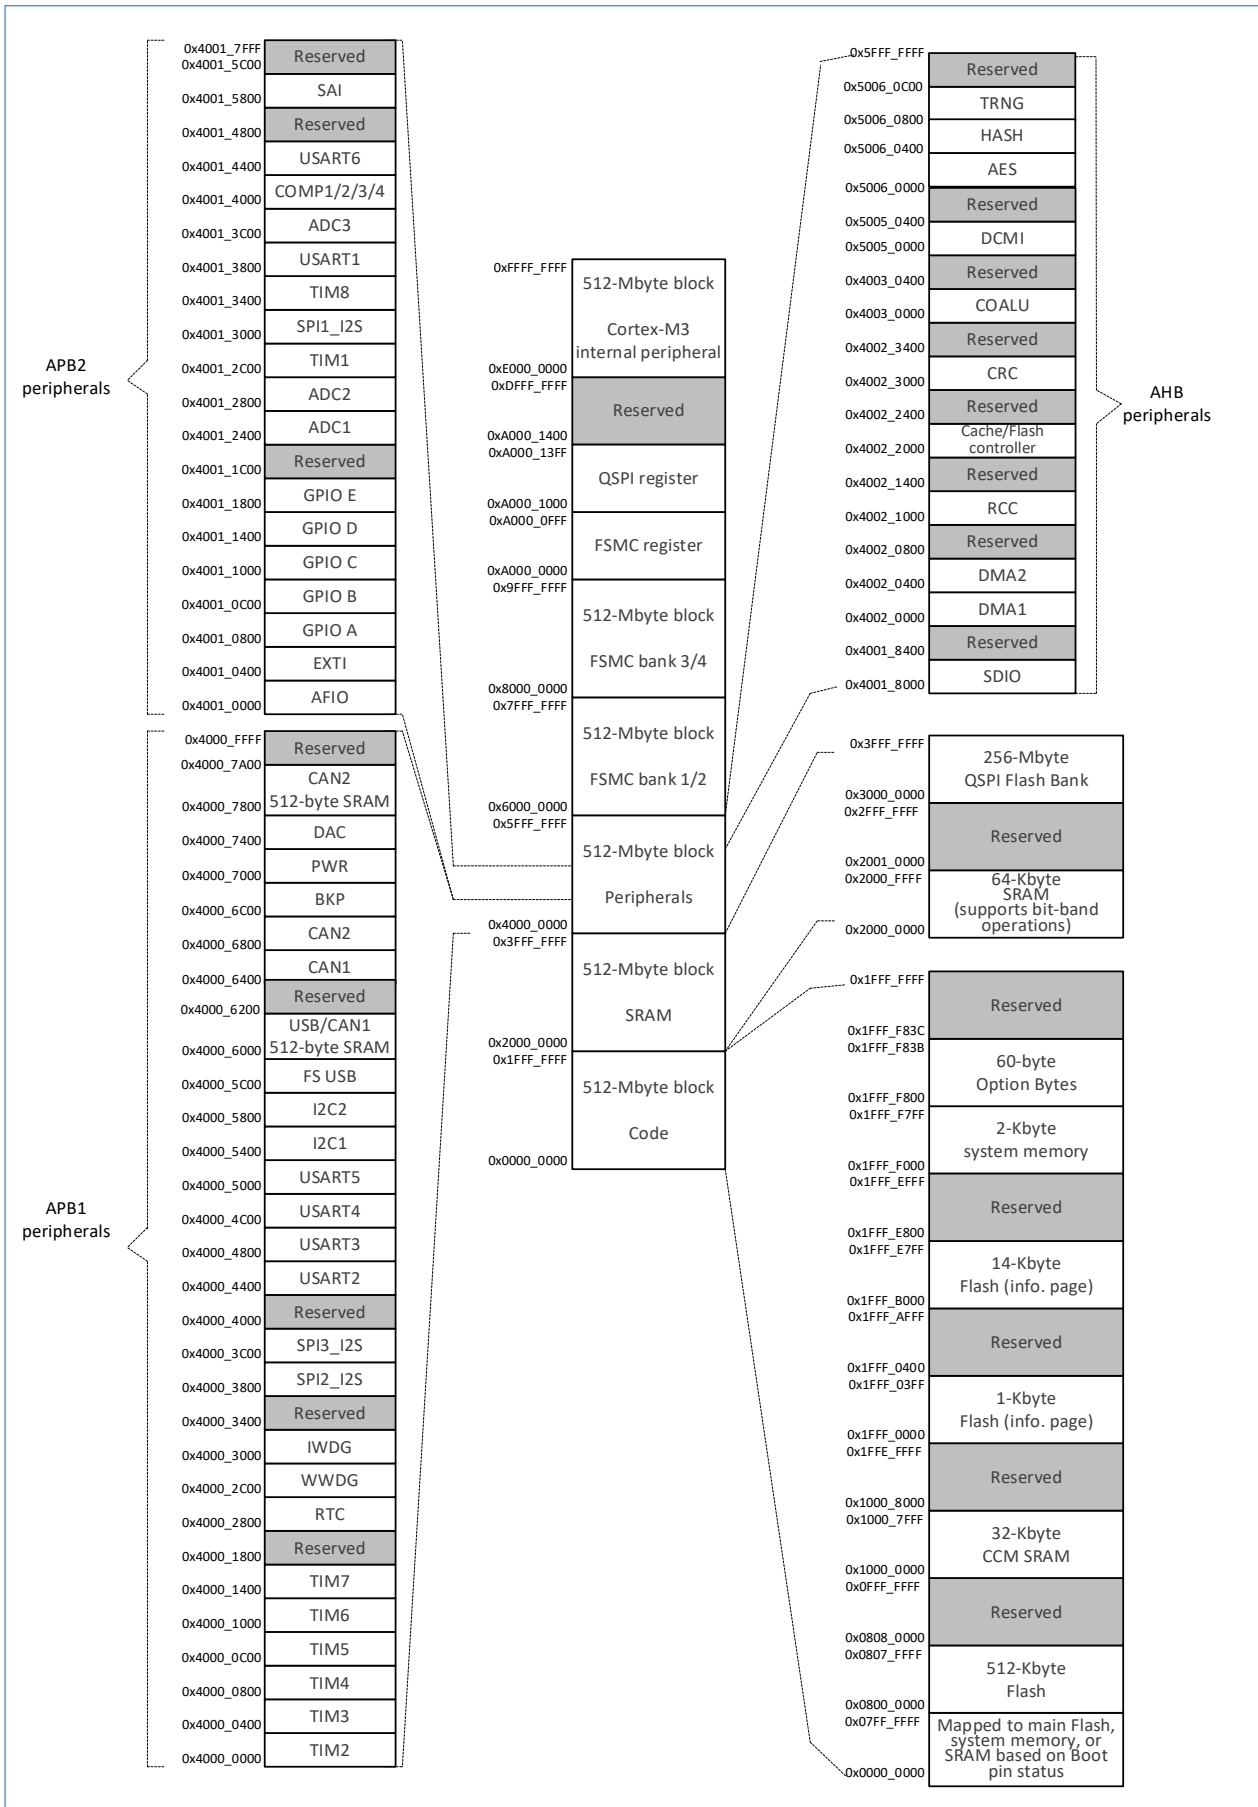 0x4001_7FFF
Reserved
0x4001_5C00
SAI
0x4001_5800
Reserved
0x4001_4800
USART6
0x4001_4400
COMP1/2/3/4
0x4001_4000
ADC3
0x4001_3C00
USART1
0x4001_3800
TIM8
0x4001_3400
SPI1_I2S
0x4001_3000
TIM1
0x4001_2C00
ADC2
0x4001_2800
ADC1
0x4001_2400
Reserved
0x4001_1C00
GPIO E
0x4001_1800
GPIO D
0x4001_1400
GPIO C
0x4001_1000
GPIO B
0x4001_0C00
GPIO A
0x4001_0800
EXTI
0x4001_0400
AFIO
0x4001_0000
APB2
peripherals
0x4000_FFFF
Reserved
0x4000_7A00
CAN2
512-byte SRAM
0x4000_7800
DAC
0x4000_7400
PWR
0x4000_7000
BKP
0x4000_6C00
CAN2
0x4000_6800
CAN1
0x4000_6400
Reserved
0x4000_6200
USB/CAN1
512-byte SRAM
0x4000_6000
FS USB
0x4000_5C00
I2C2
0x4000_5800
I2C1
0x4000_5400
USART5
0x4000_5000
USART4
0x4000_4C00
USART3
0x4000_4800
USART2
0x4000_4400
Reserved
0x4000_4000
SPI3_I2S
0x4000_3C00
SPI2_I2S
0x4000_3800
Reserved
0x4000_3400
IWDG
0x4000_3000
WWDG
0x4000_2C00
RTC
0x4000_2800
Reserved
0x4000_1800
TIM7
0x4000_1400
TIM6
0x4000_1000
TIM5
0x4000_0C00
TIM4
0x4000_0800
TIM3
0x4000_0400
TIM2
0x4000_0000
APB1
peripherals
0xFFFF_FFFF
512-Mbyte block
Cortex-M3
internal peripheral
0xE000_0000
0xDFFF_FFFF
Reserved
0xA000_1400
0xA000_13FF
QSPI register
0xA000_1000
0xA000_0FFF
FSMC register
0xA000_0000
0x9FFF_FFFF
512-Mbyte block
FSMC bank 3/4
0x8000_0000
0x7FFF_FFFF
512-Mbyte block
FSMC bank 1/2
0x6000_0000
0x5FFF_FFFF
512-Mbyte block
Peripherals
0x4000_0000
0x3FFF_FFFF
512-Mbyte block
SRAM
0x2000_0000
0x1FFF_FFFF
512-Mbyte block
Code
0x0000_0000
0x5FFF_FFFF
Reserved
0x5006_0C00
TRNG
0x5006_0800
HASH
0x5006_0400
AES
0x5006_0000
Reserved
0x5005_0400
DCMI
0x5005_0000
Reserved
0x4003_0400
COALU
0x4003_0000
Reserved
0x4002_3400
CRC
0x4002_3000
Reserved
0x4002_2400
Cache/Flash
controller
0x4002_2000
Reserved
0x4002_1400
RCC
0x4002_1000
Reserved
0x4002_0800
DMA2
0x4002_0400
DMA1
0x4002_0000
Reserved
0x4001_8400
SDIO
0x4001_8000
AHB
peripherals
0x3FFF_FFFF
256-Mbyte
QSPI Flash Bank
0x3000_0000
0x2FFF_FFFF
Reserved
0x2001_0000
0x2000_FFFF
64-Kbyte
SRAM
(supports bit-band
operations)
0x2000_0000
0x1FFF_FFFF
Reserved
0x1FFF_F83C
0x1FFF_F83B
60-byte
Option Bytes
0x1FFF_F800
0x1FFF_F7FF
2-Kbyte
system memory
0x1FFF_F000
0x1FFF_EFFF
Reserved
0x1FFF_E800
0x1FFF_E7FF
14-Kbyte
Flash (info. page)
0x1FFF_B000
0x1FFF_AFFF
Reserved
0x1FFF_0400
0x1FFF_03FF
1-Kbyte
Flash (info. page)
0x1FFF_0000
0x1FFE_FFFF
Reserved
0x1000_8000
0x1000_7FFF
32-Kbyte
CCM SRAM
0x1000_0000
0x0FFF_FFFF
Reserved
0x0808_0000
0x0807_FFFF
512-Kbyte
Flash
0x0800_0000
0x07FF_FFFF
Mapped to main Flash,
system memory, or
SRAM based on Boot
pin status
0x0000_0000